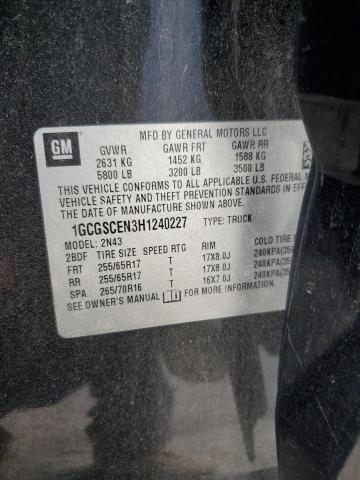 GM
MFD BY GENERAL MOTORS LLC
GVWR GAWR FRT GAWR RR
2631 KG 1452 KG 1588 KG
5800 LB 3200 LB 3500 LB
THIS VEHICLE CONFORMS TO ALL APPLICABLE U.S. FEDERAL
VEHICLE SAFETY AND THEFT PREVENTION STANDARDS IN EFF
THE DATE OF MANUFACTURE SHOWN ABOVE.
1GCGSCEN3H1240227 TYPE: TRUCK
MODEL: 2N43
2BDF TIRE SIZE SPEED RTG RIM COLD TIRE
FRT 255/65R17 T 17X8.0J 240KPA(35
RR 255/65R17 T 17X8.0J 240KPA(35
SPA 265/70R16 T 16X7.0J 240KPA(35
SEE OWNER'S MANUAL FOR MORE INFORMATION.